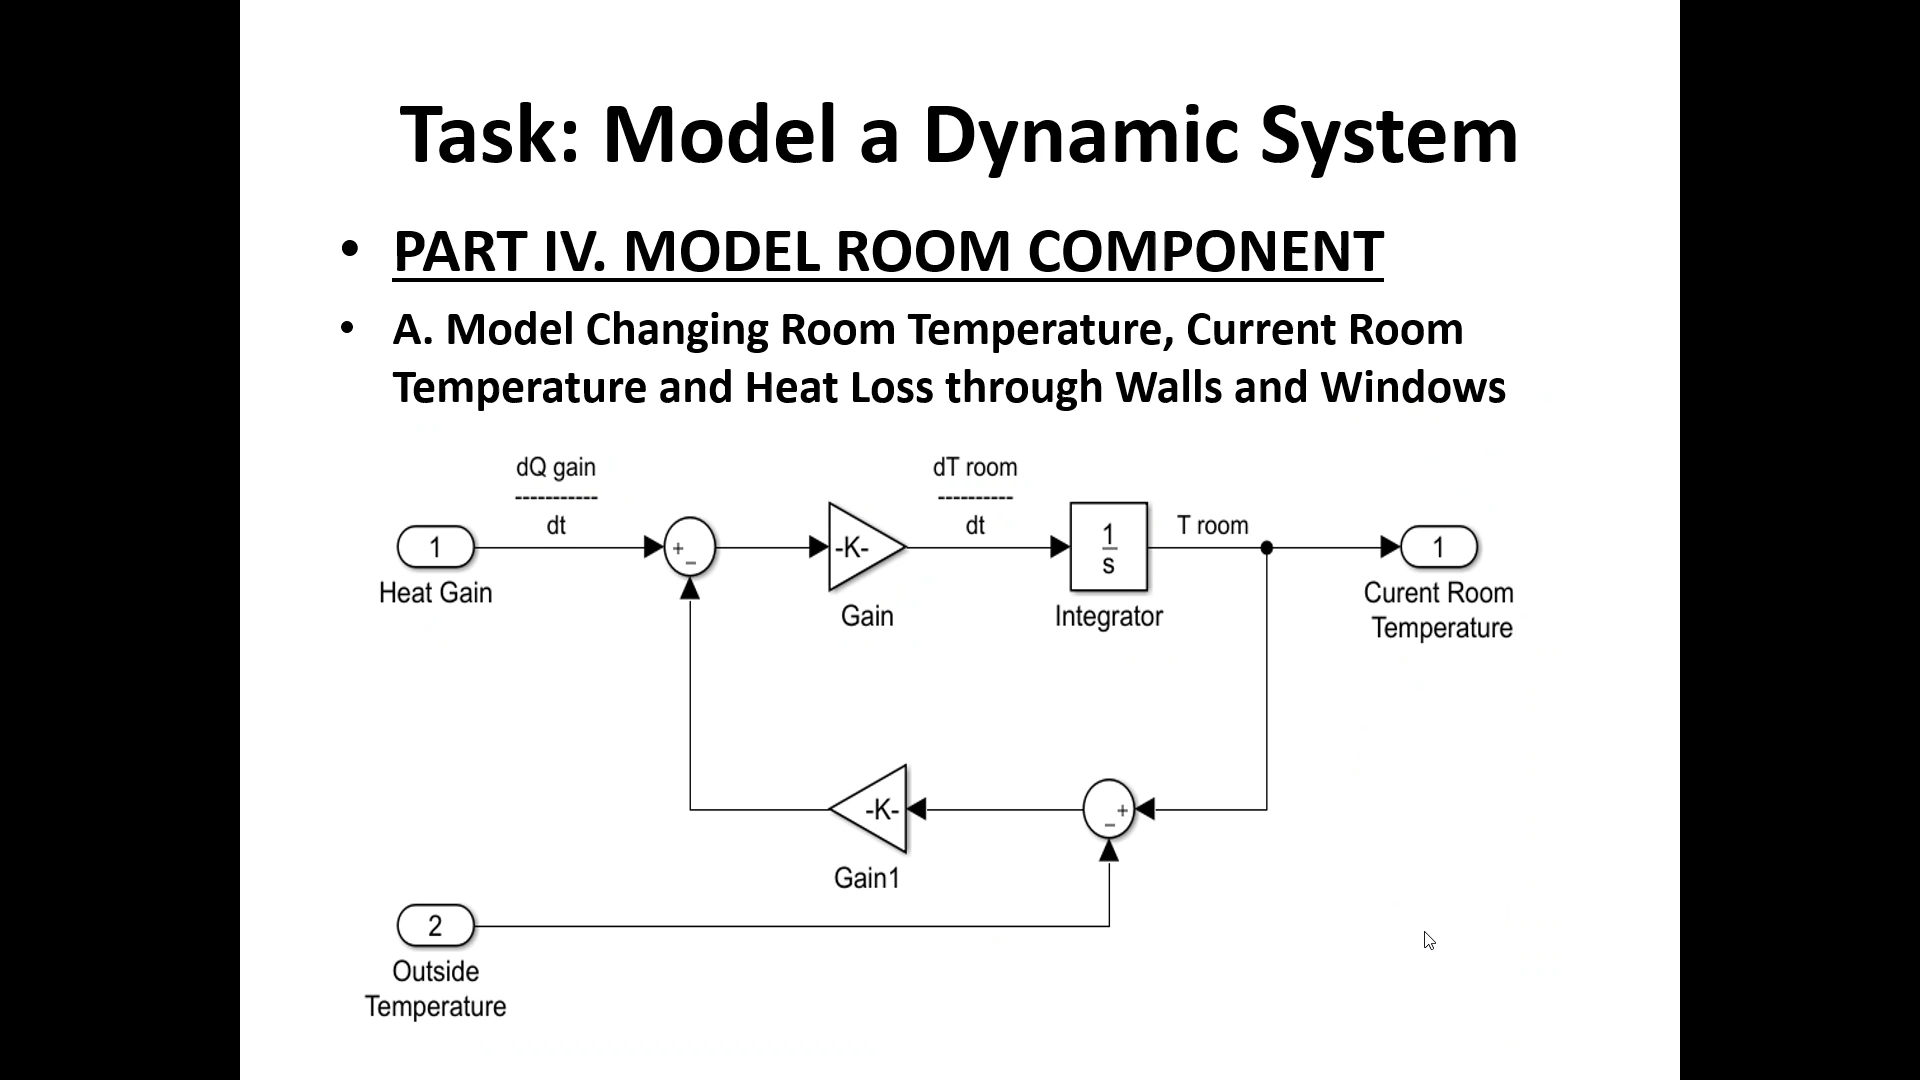 Task: Model a Dynamic System
• PART IV. MODEL ROOM COMPONENT
• A. Model Changing Room Temperature, Current Room
Temperature and Heat Loss through Walls and Windows
dQ gain
-----------
dt
dT room
----------
dt
1
Heat Gain
+
−
-K-
Gain
1
s
Integrator
T room
1
Curent Room
Temperature
-K-
Gain1
+
−
2
Outside
Temperature